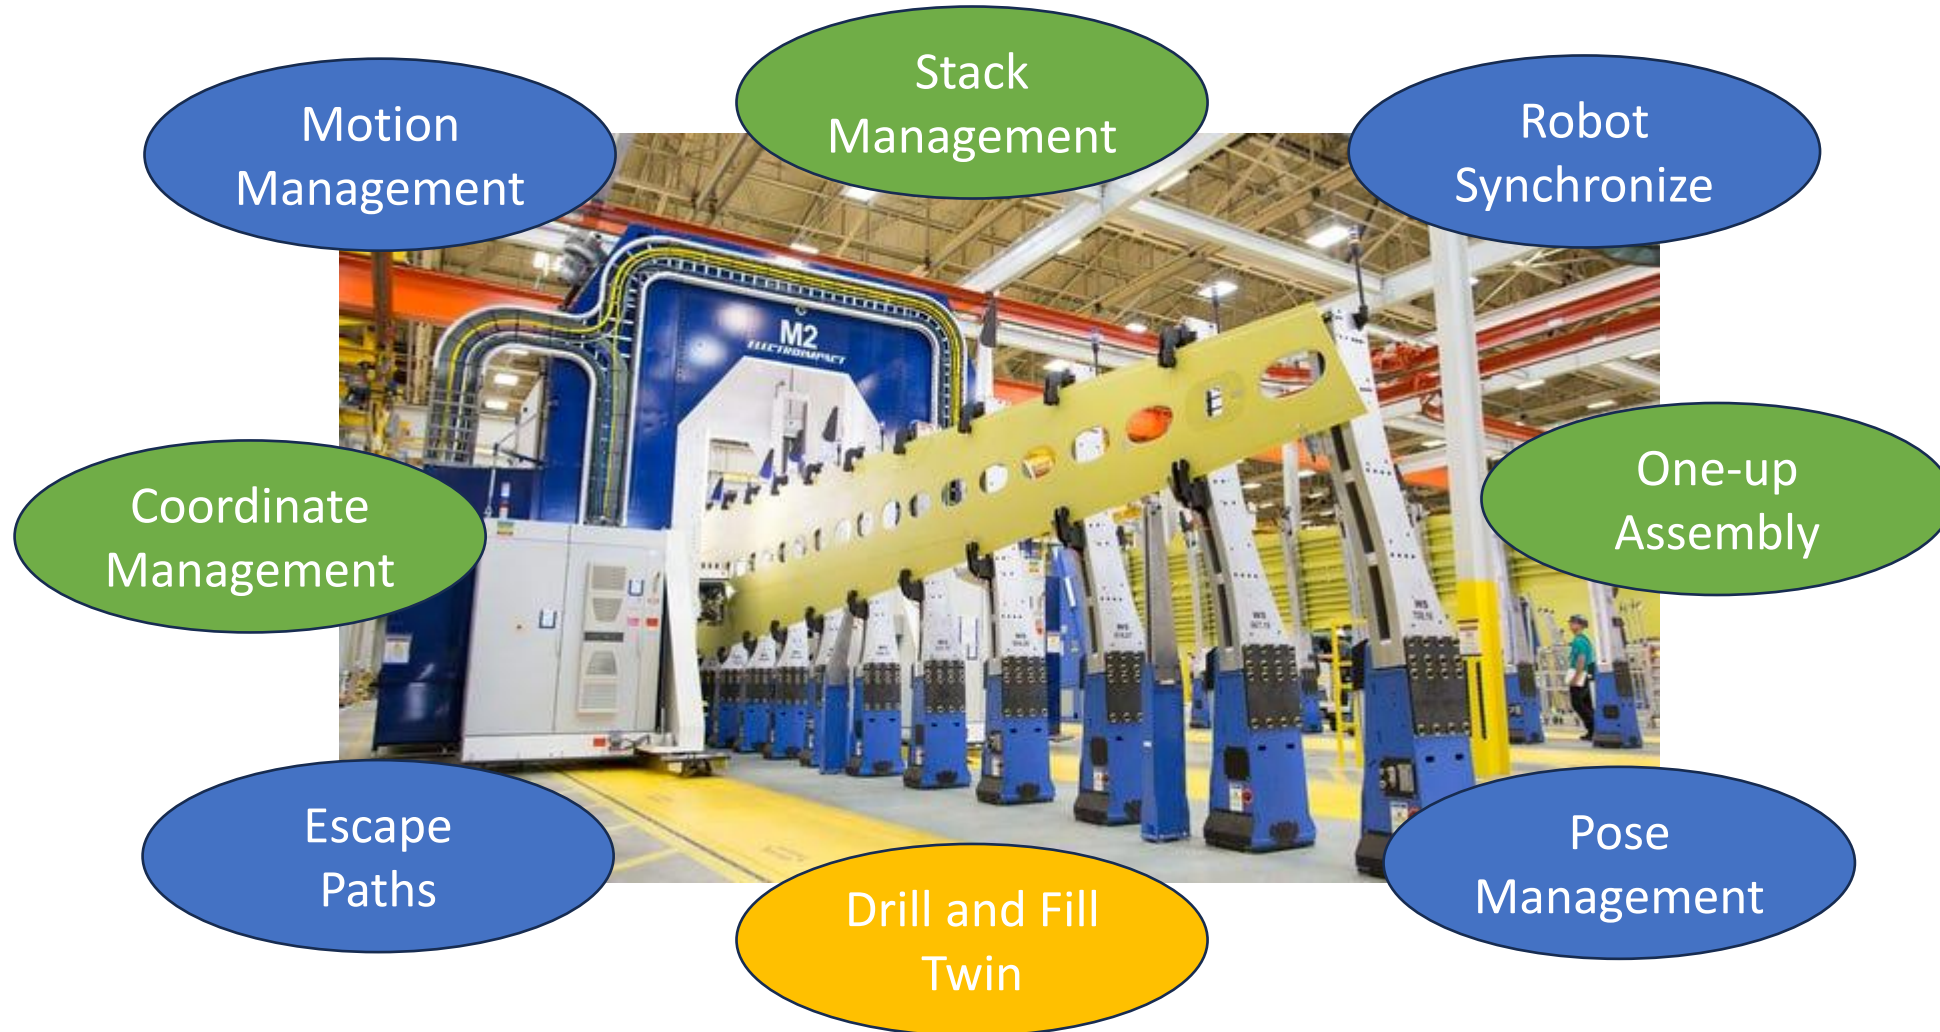 Stack
Management
Motion
Management
Robot
Synchronize
M2
ELECTROIMPACT
Coordinate
Management
One-up
Assembly
Escape
Paths
Drill and Fill
Twin
Pose
Management